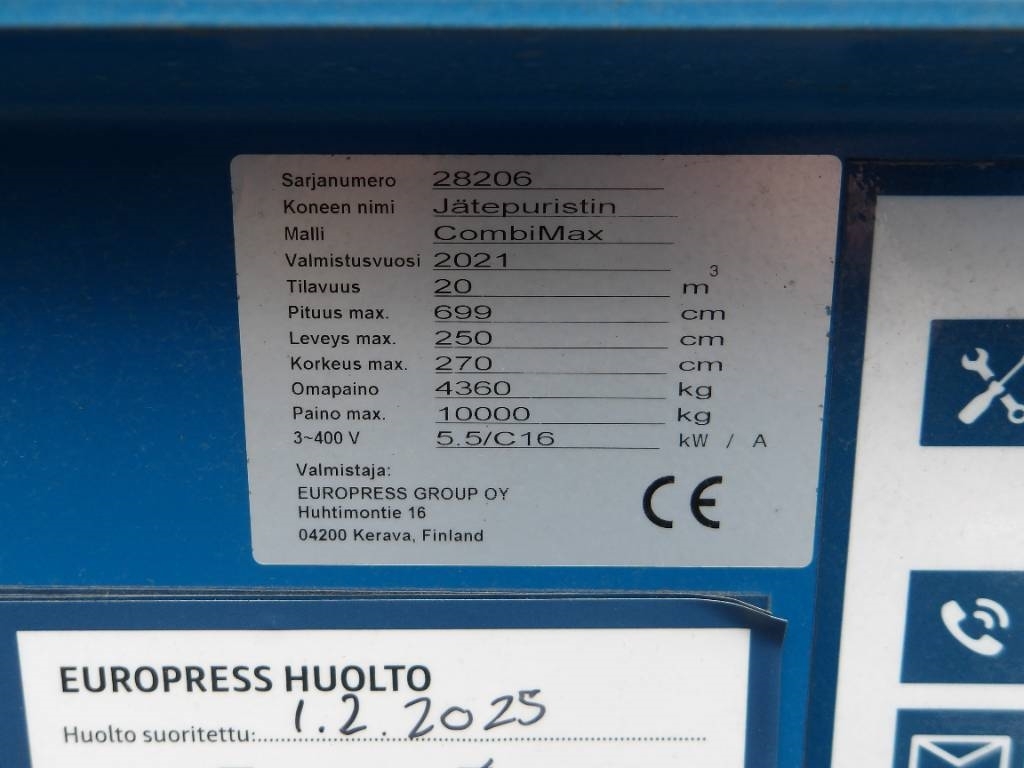 Sarjanumero 28206
Koneen nimi Jätepuristin
Malli CombiMax
Valmistusvuosi 2021
Tilavuus 20 m³
Pituus max. 699 cm
Leveys max. 250 cm
Korkeus max. 270 cm
Omapaino 4360 kg
Paino max. 10000 kg
3~400 V 5.5/C16 kW / A
Valmistaja:
EUROPRESS GROUP OY
Huhtimontie 16
04200 Kerava, Finland
CE
EUROPRESS HUOLTO
Huolto suoritettu: 1.2.2025